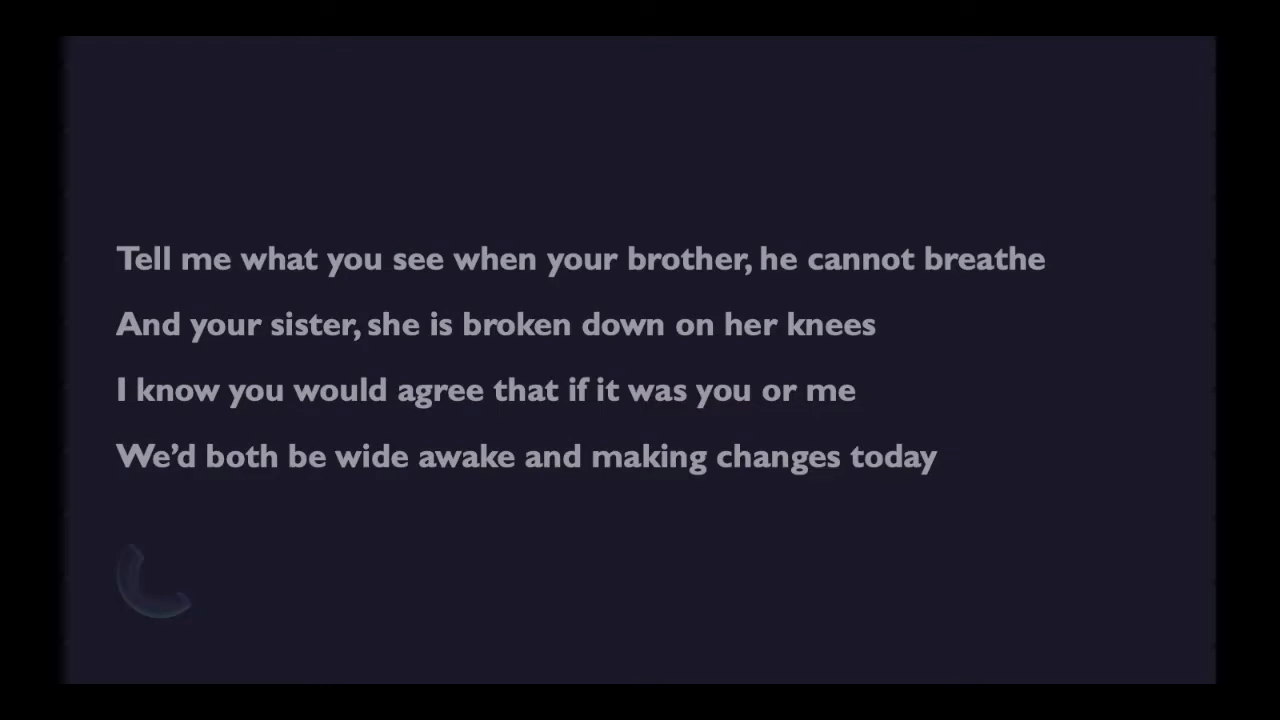 Tell me what you see when your brother, he cannot breathe
And your sister, she is broken down on her knees
I know you would agree that if it was you or me
We’d both be wide awake and making changes today